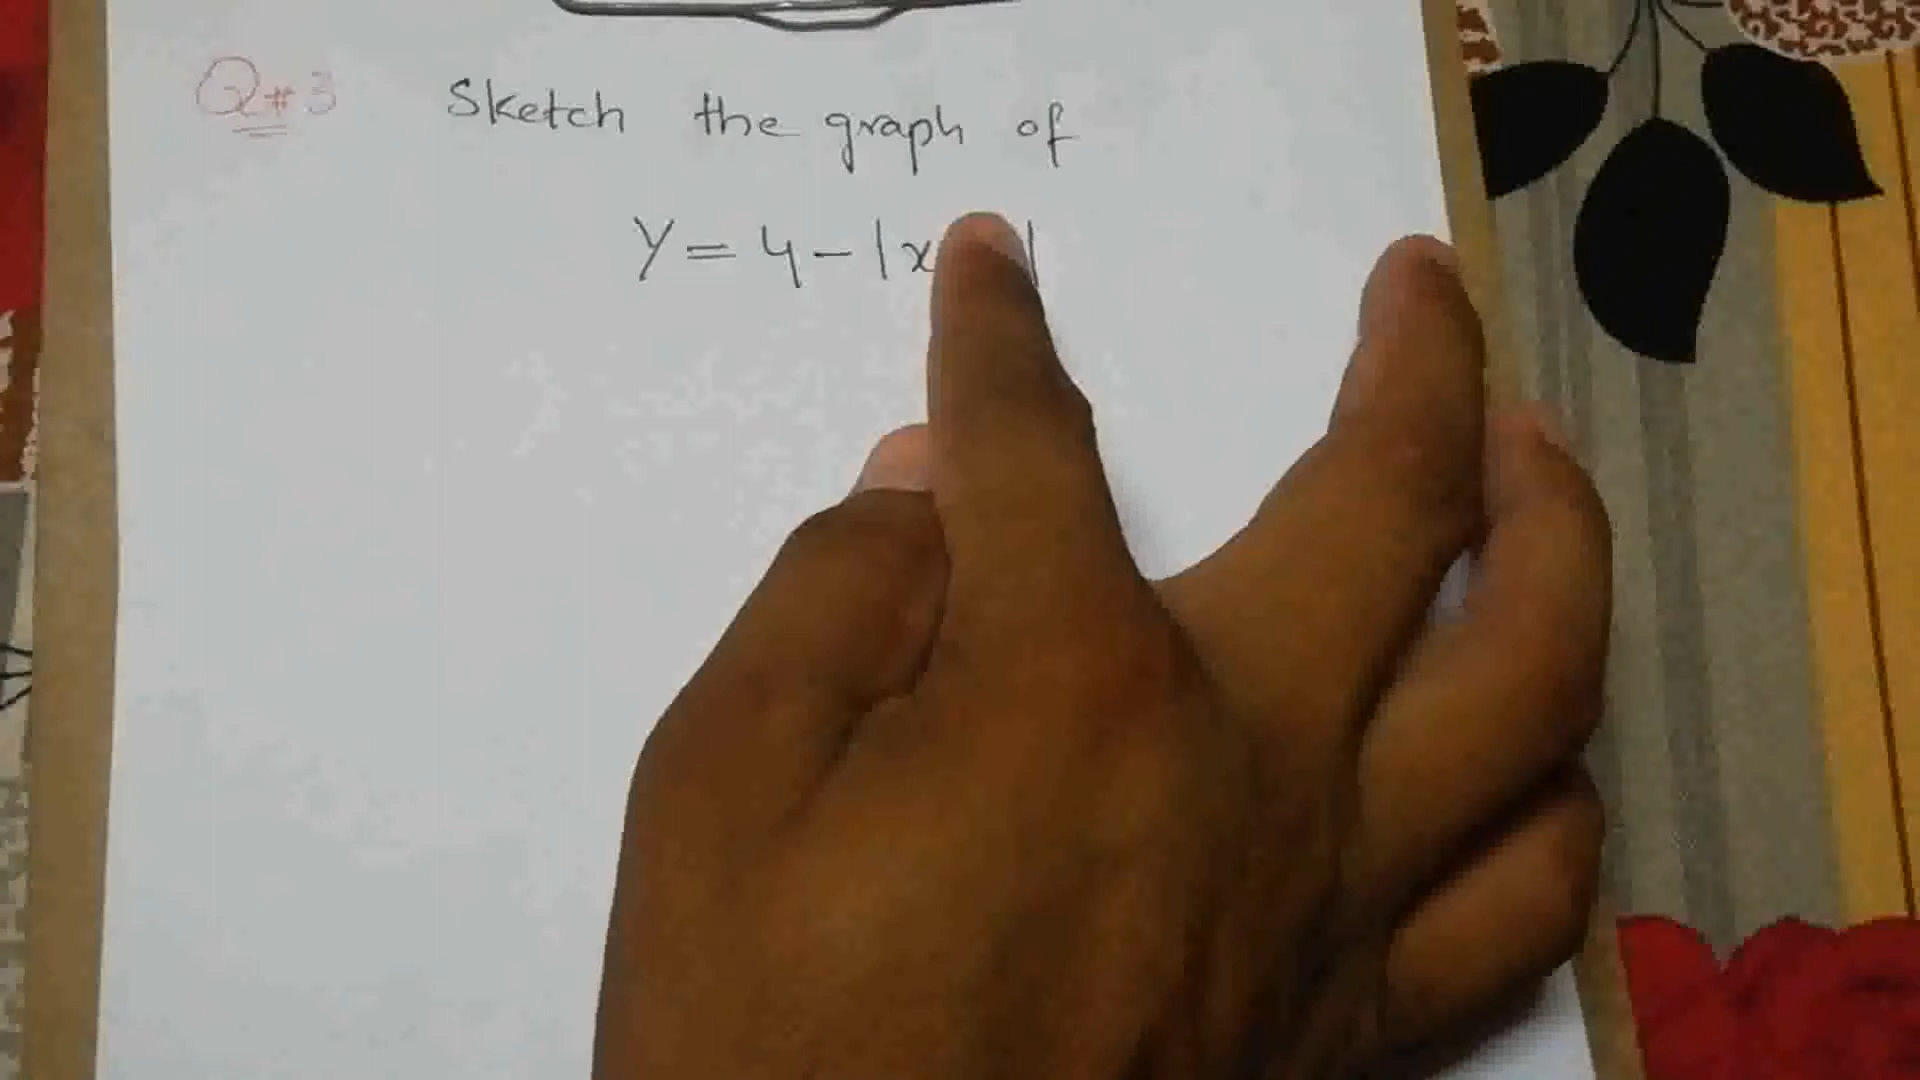 Q#3 Sketch the graph of
y = 4 - |x |